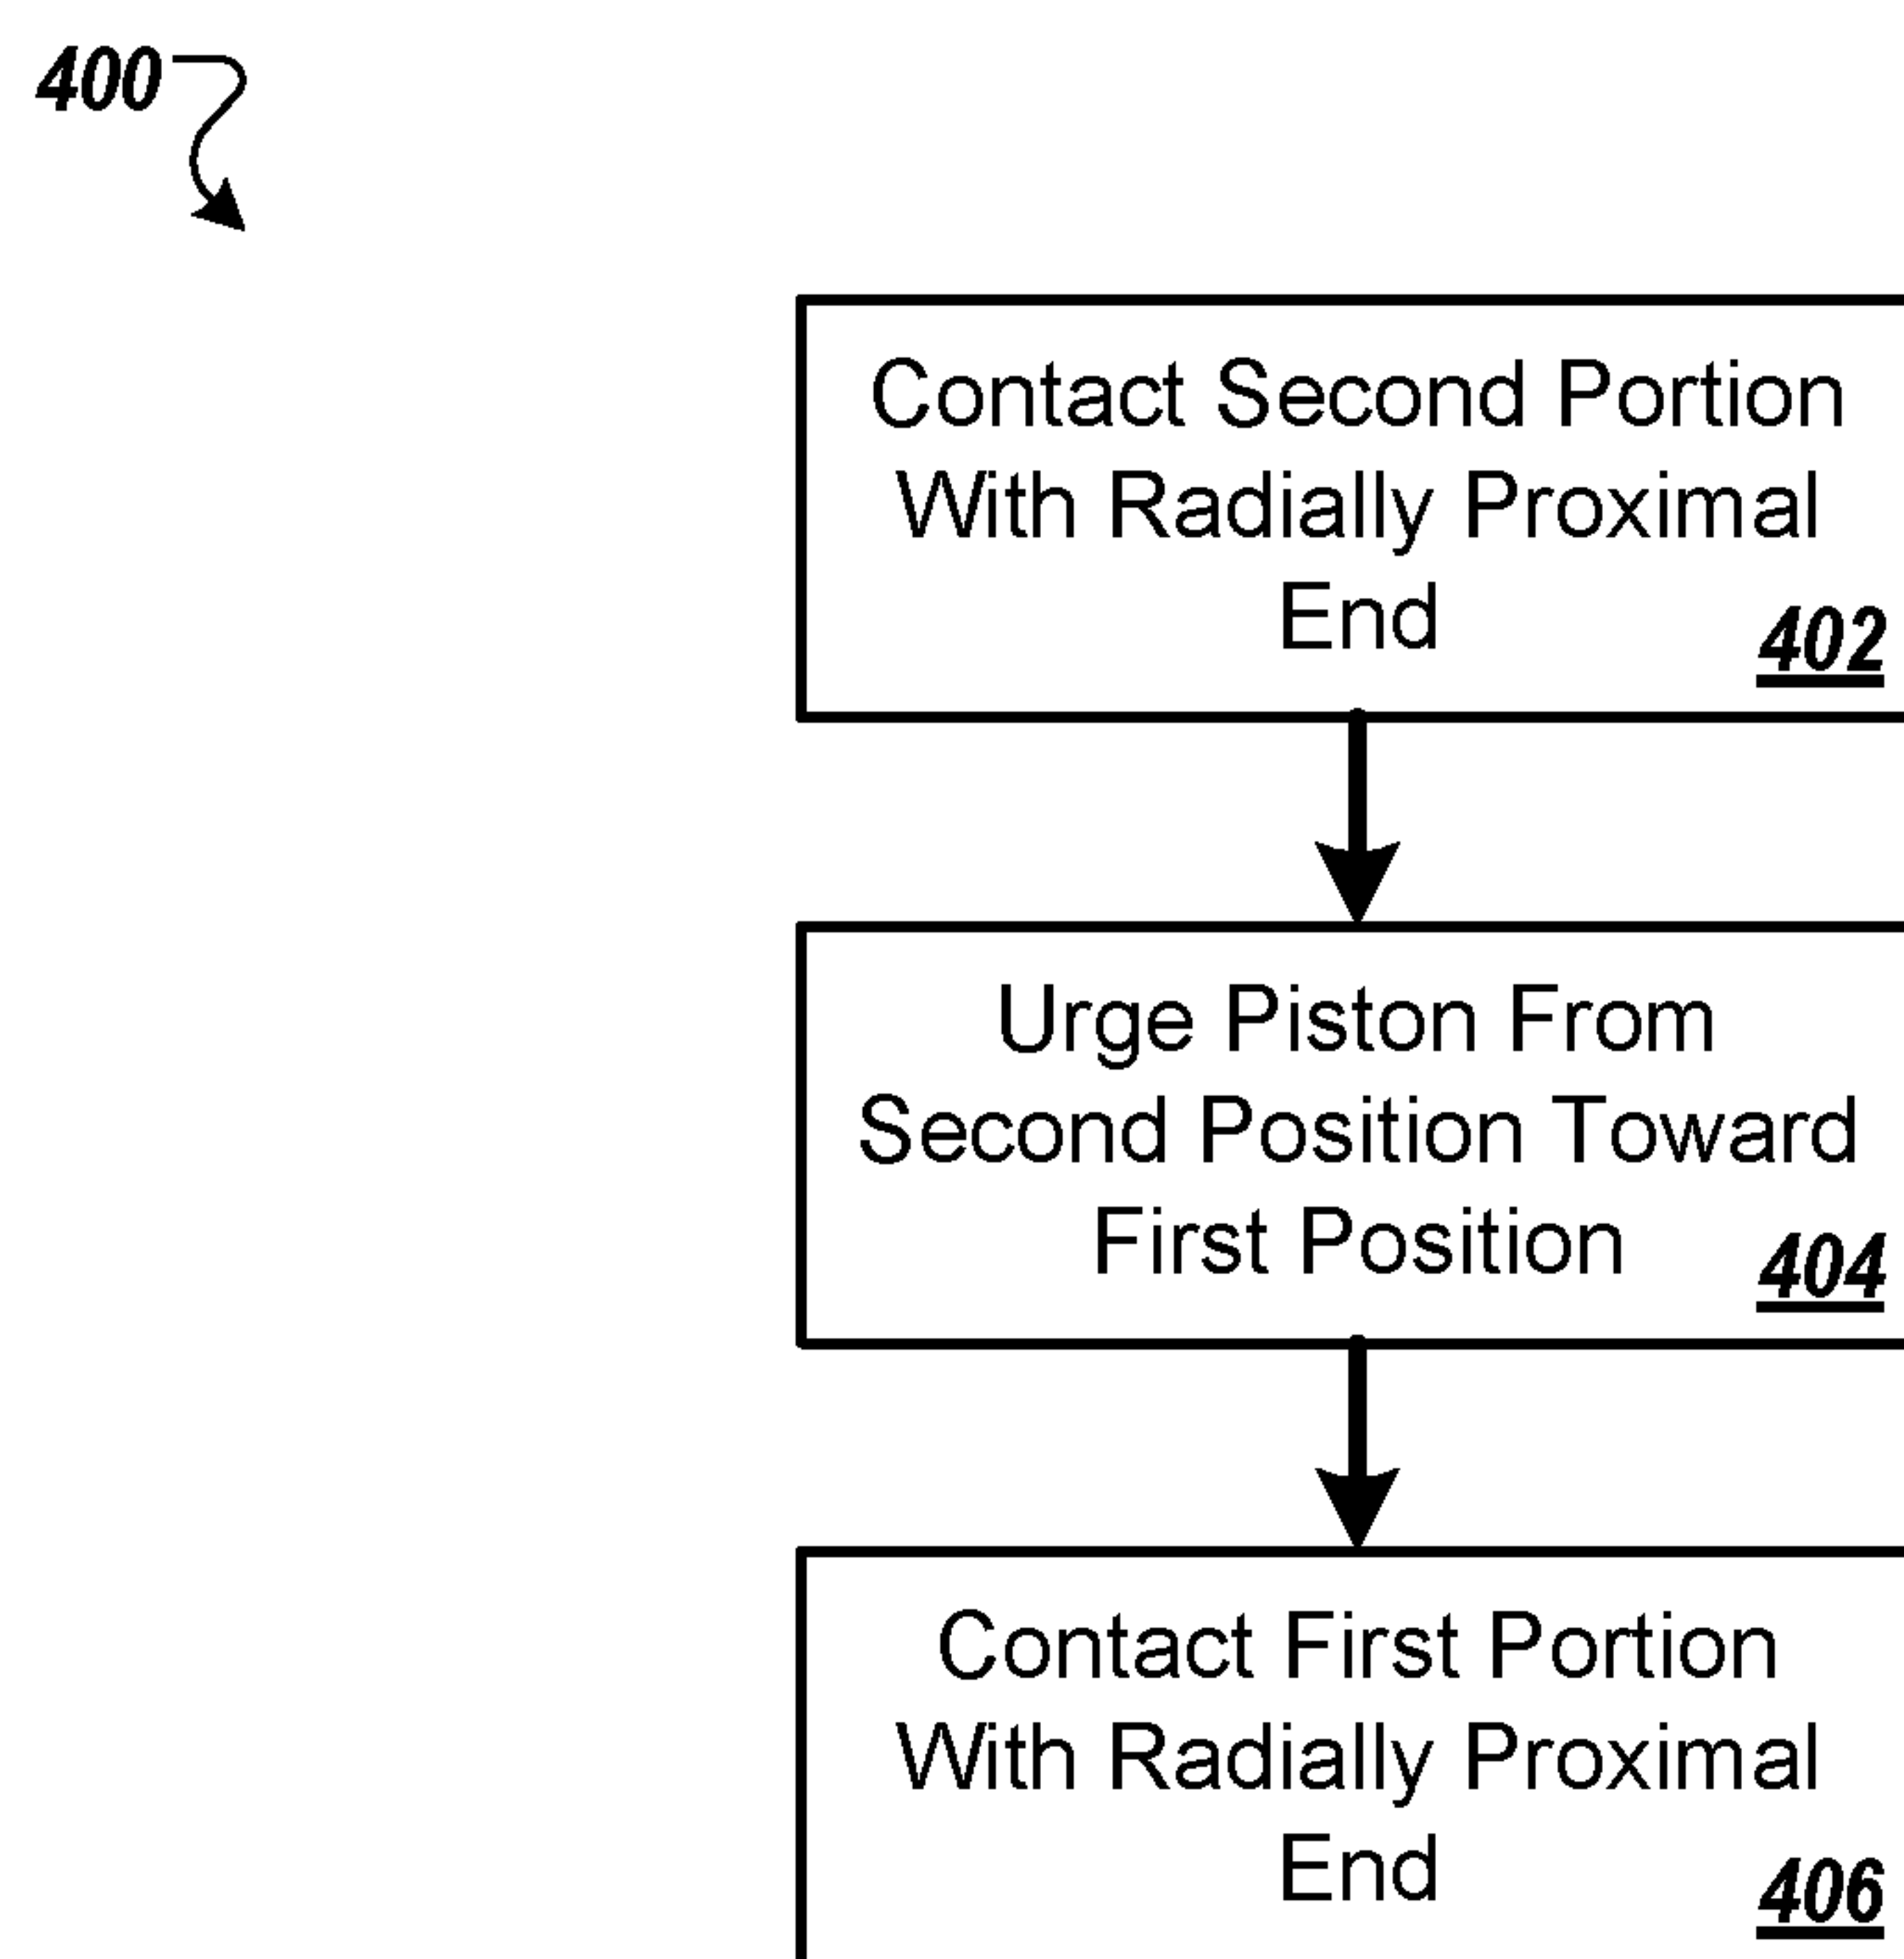 400
Contact Second Portion
With Radially Proximal
End
402
Urge Piston From
Second Position Toward
First Position
404
Contact First Portion
With Radially Proximal
End
406